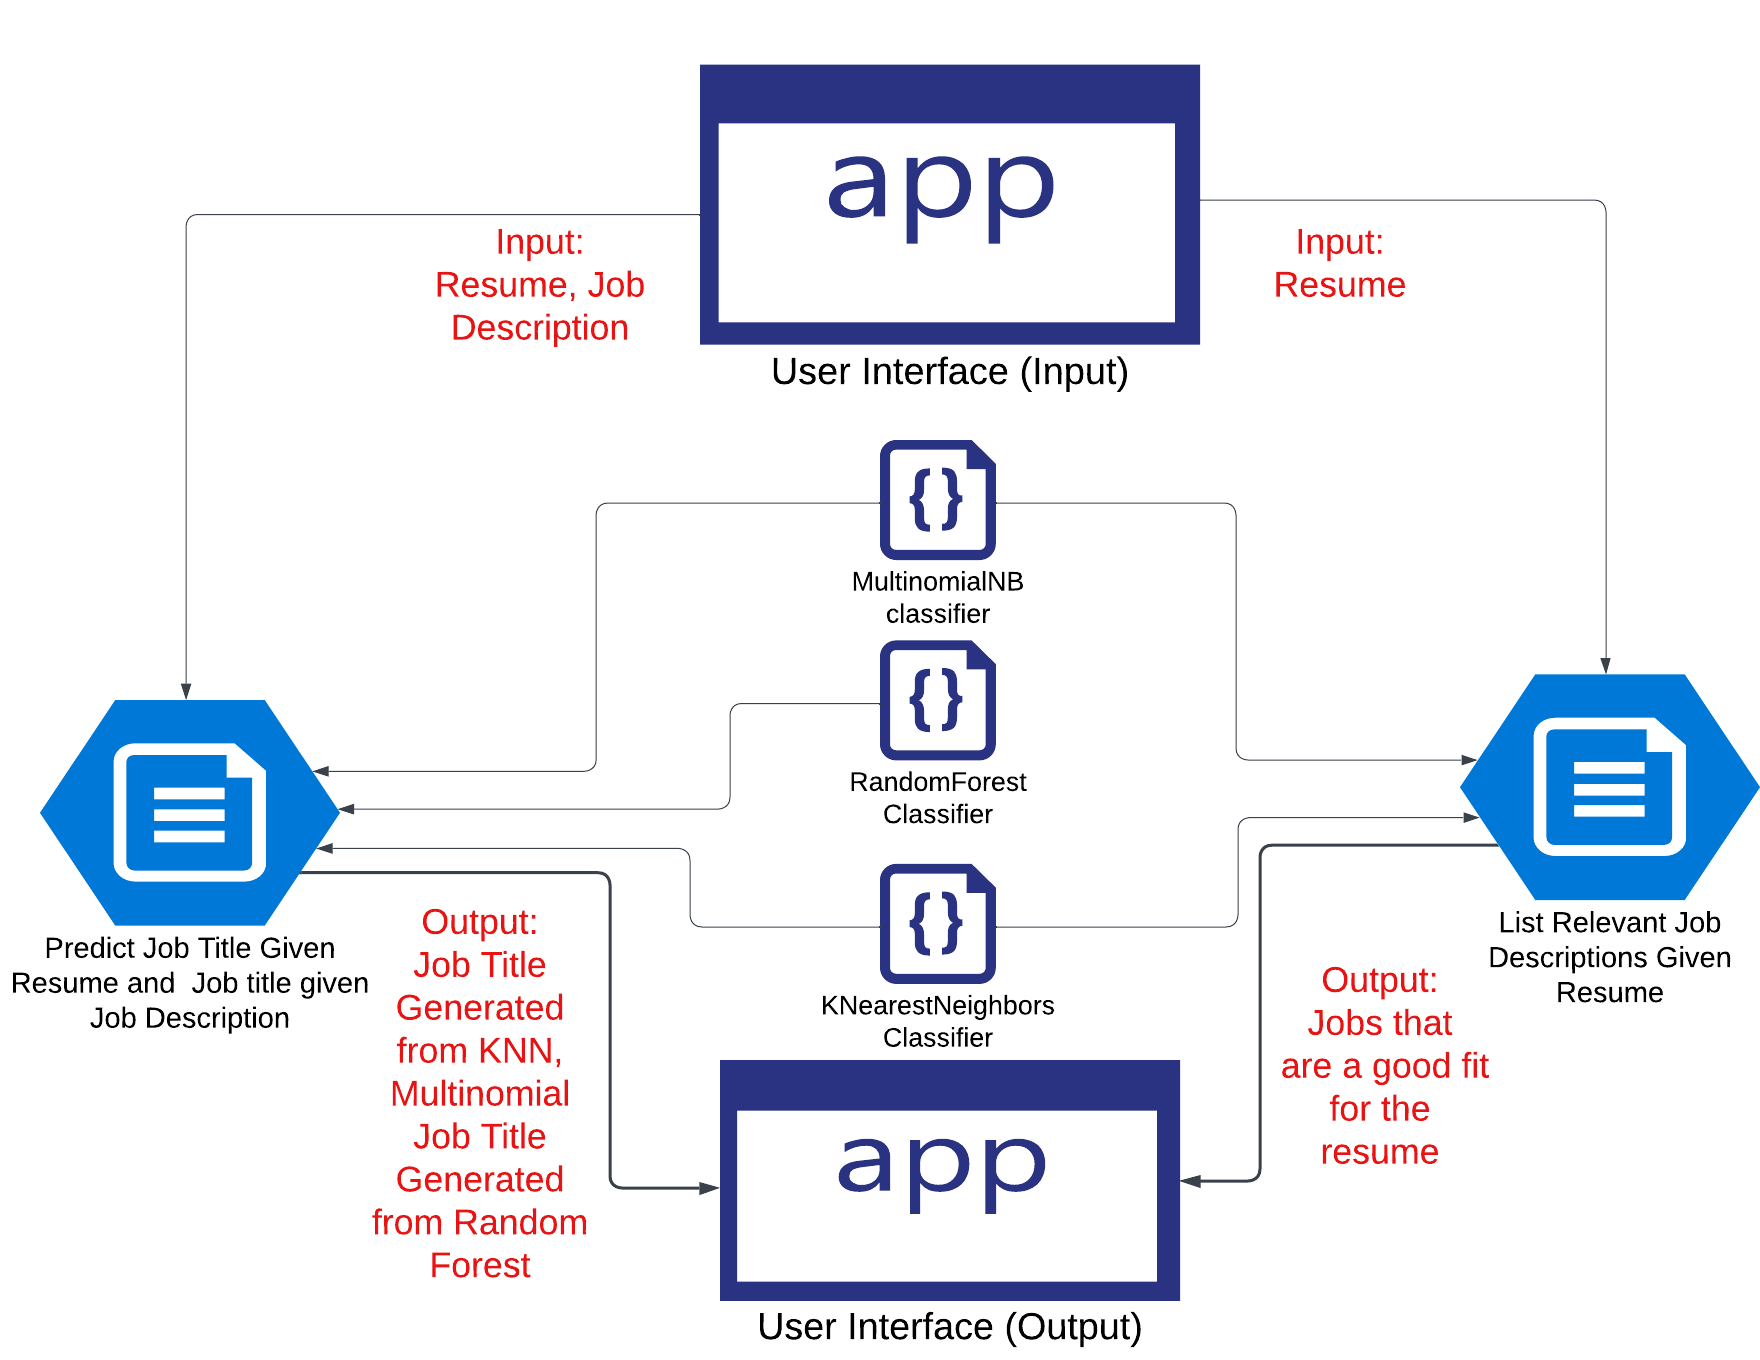 app
Input:
Resume, Job
Description
Input:
Resume
User Interface (Input)
{}
MultinomialNB
classifier
{}
RandomForest
Classifier
{}
KNearestNeighbors
Classifier
Predict Job Title Given
Resume and  Job title given
Job Description
Output:
Job Title
Generated
from KNN,
Multinomial
Job Title
Generated
from Random
Forest
List Relevant Job
Descriptions Given
Resume
Output:
Jobs that
are a good fit
for the
resume
app
User Interface (Output)